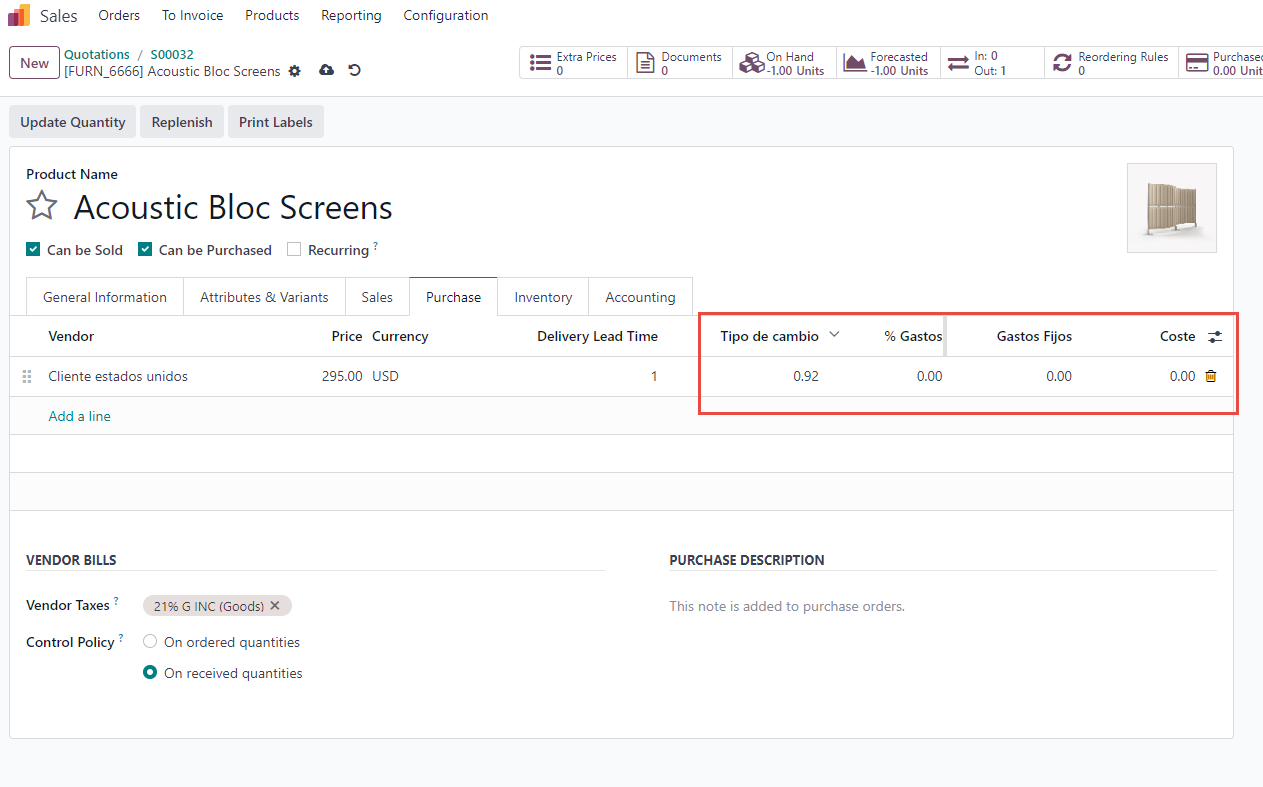 Sales Orders To Invoice Products Reporting Configuration
New Quotations / S00032
[FURN_6666] Acoustic Bloc Screens
Extra Prices
0
Documents
0
On Hand
-1.00 Units
Forecasted
-1.00 Units
In: 0
Out: 1
Reordering Rules
0
Purchased
0.00 Unit
Update Quantity Replenish Print Labels
Product Name
Acoustic Bloc Screens
Can be Sold Can be Purchased Recurring ?
General Information Attributes & Variants Sales Purchase Inventory Accounting
Vendor Price Currency Delivery Lead Time Tipo de cambio % Gastos Gastos Fijos Coste
Cliente estados unidos 295.00 USD 1 0.92 0.00 0.00 0.00
Add a line
VENDOR BILLS
Vendor Taxes ? 21% G INC (Goods)
Control Policy ? On ordered quantities
On received quantities
PURCHASE DESCRIPTION
This note is added to purchase orders.